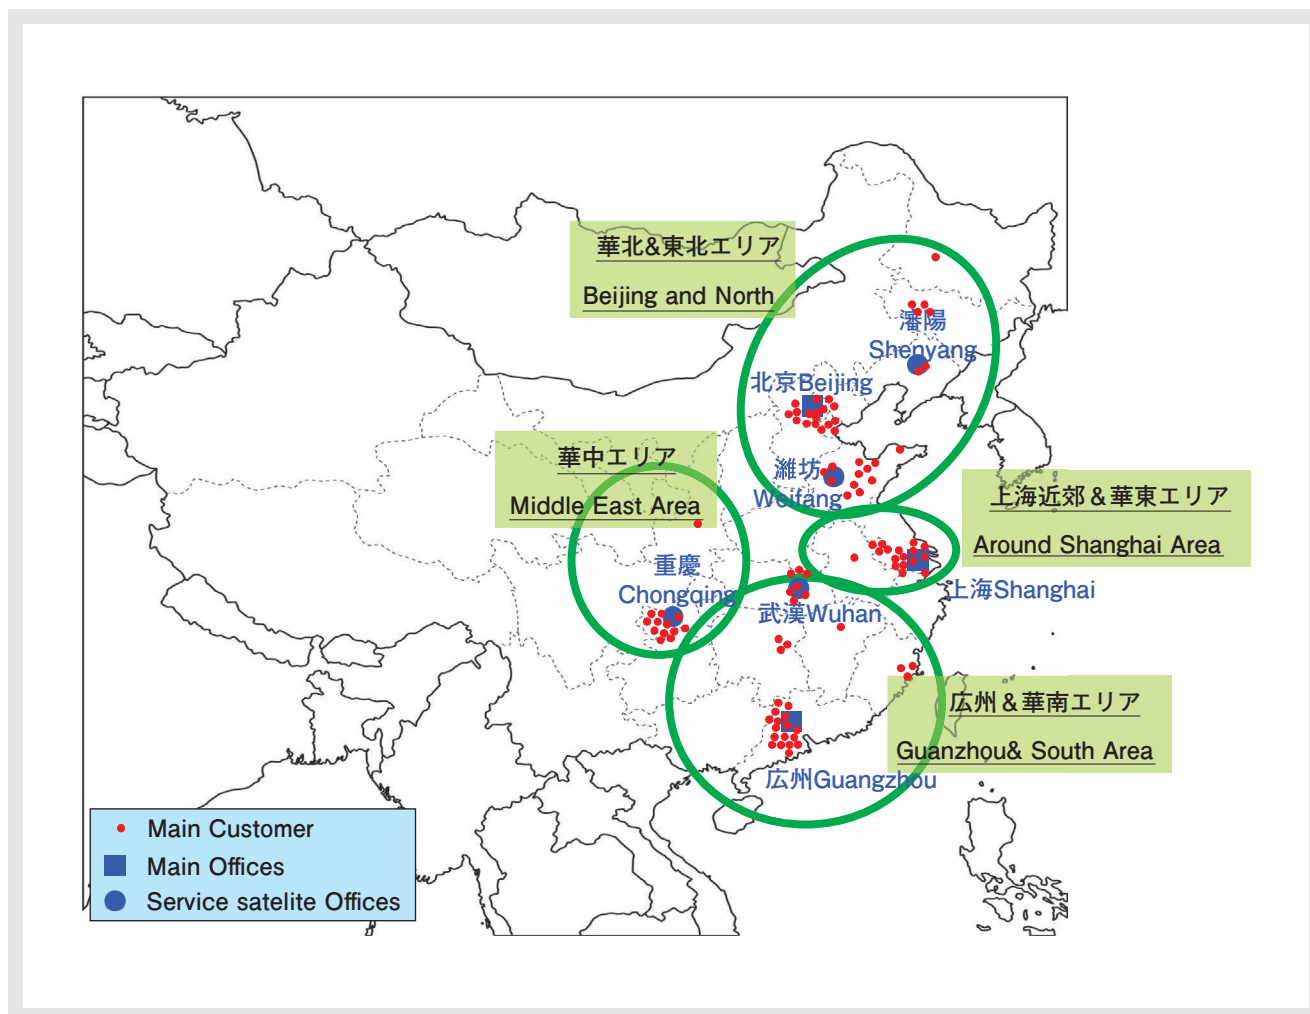 華北&東北エリア
Beijing and North
瀋陽
Shenyang
北京Beijing
華中エリア
Middle East Area
濰坊
Weifang
上海近郊＆華東エリア
Around Shanghai Area
重慶
Chongqing
上海Shanghai
武漢Wuhan
広州＆華南エリア
Guanzhou& South Area
広州Guangzhou
Main Customer
Main Offices
Service satelite Offices